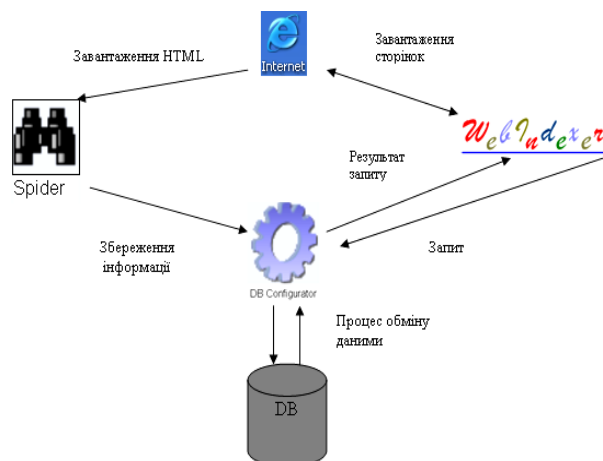 Завантаження HTML
Internet
Завантаження
сторінок
WebIndexer
Spider
Результат
запиту
Збереження
інформації
Запит
DB Configurator
Процес обміну
даними
DB